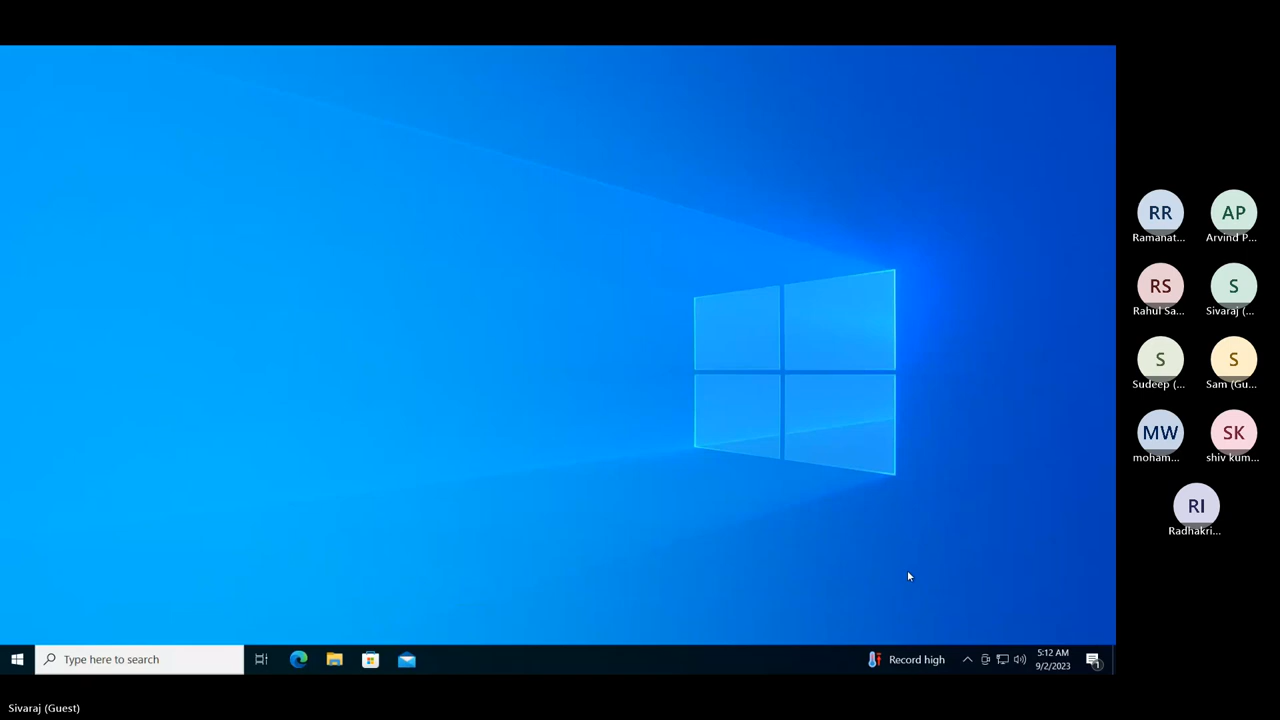 RR
AP
Ramanat...
Arvind P...
RS
S
Rahul Sa...
Sivaraj (...
S
S
Sudeep (...
Sam (Gu...
MW
SK
moham...
shiv kum...
RI
Radhakri...
Type here to search
Record high
5:12 AM
9/2/2023
1
Sivaraj (Guest)